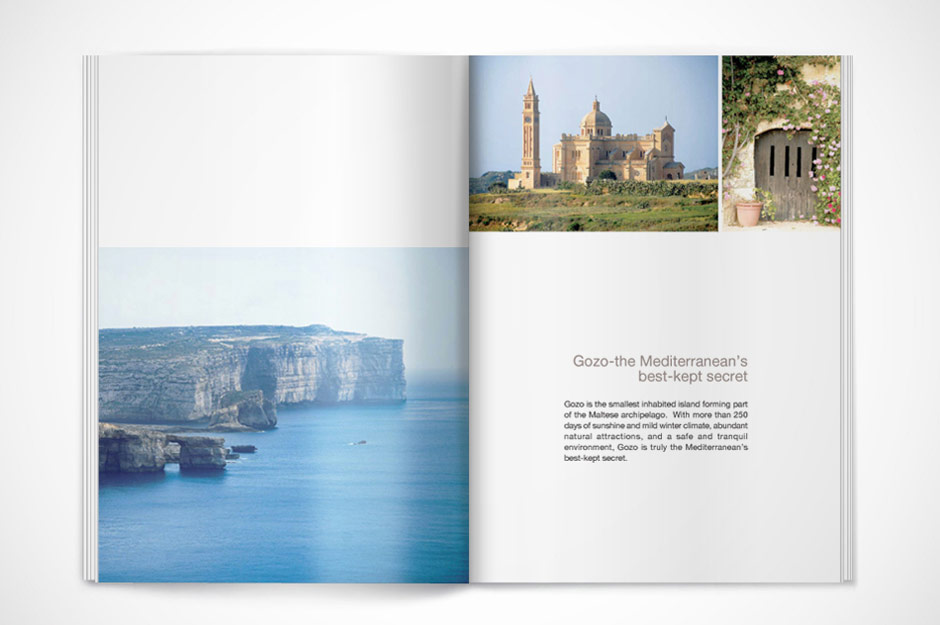 Gozo-the Mediterranean's
best-kept secret
Gozo is the smallest inhabited island forming part
of the Maltese archipelago. With more than 250
days of sunshine and mild winter climate, abundant
natural attractions, and a safe and tranquil
environment, Gozo is truly the Mediterranean's
best-kept secret.